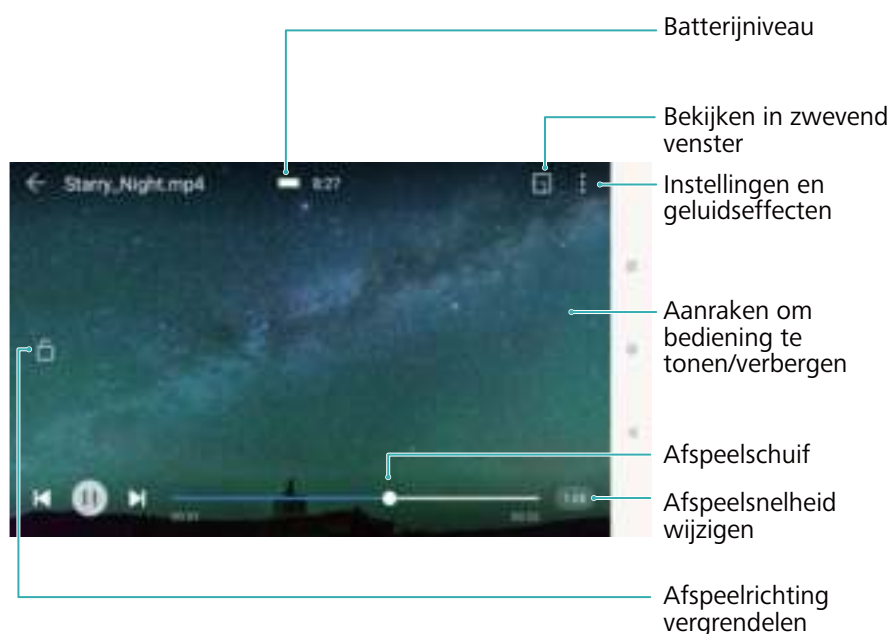 Batterijniveau
Bekijken in zwevend
venster
Starry_Night.mp4
8:27
Instellingen en
geluidseffecten
Aanraken om
bediening te
tonen/verbergen
Afspeelschuif
Afspeelsnelheid
wijzigen
Afspeelrichting
vergrendelen